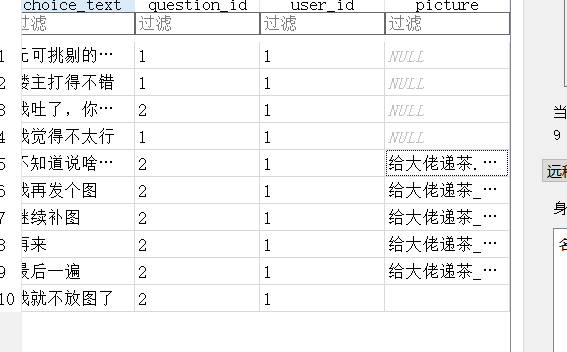 choice_text question_id user_id picture
过滤 过滤 过滤 过滤
1 元可挑剔的… 1 1 NULL
2 楼主打得不错 1 1 NULL
3 我吐了，你… 2 1 NULL
4 我觉得不太行 1 1 NULL
5 不知道说啥… 2 1 给大佬递茶.…
6 我再发个图 2 1 给大佬递茶_…
7 继续补图 2 1 给大佬递茶_…
8 再来 2 1 给大佬递茶_…
9 最后一遍 2 1 给大佬递茶_…
10 我就不放图了 2 1
当
9
远程
身
名